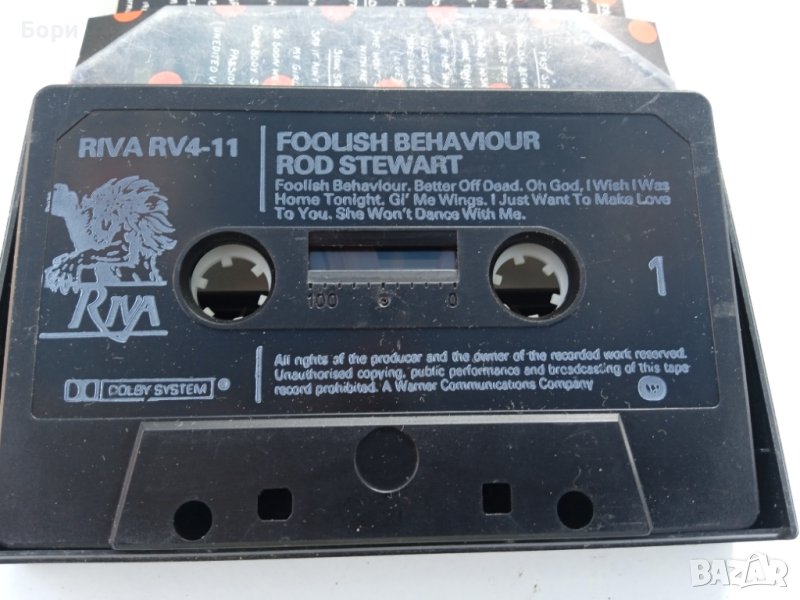 Бори
RIVA RV4-11
FOOLISH BEHAVIOUR
ROD STEWART
Foolish Behaviour. Better Off Dead. Oh God, I Wish I Was
Home Tonight. Gi' Me Wings. I Just Want To Make Love
To You. She Won't Dance With Me.
RIVA
1
100 0
DOLBY SYSTEM ®
All rights of the producer and the owner of the recorded work reserved.
Unauthorised copying, public performance and broadcasting of this tape
record prohibited. A Warner Communications Company
BAZAR